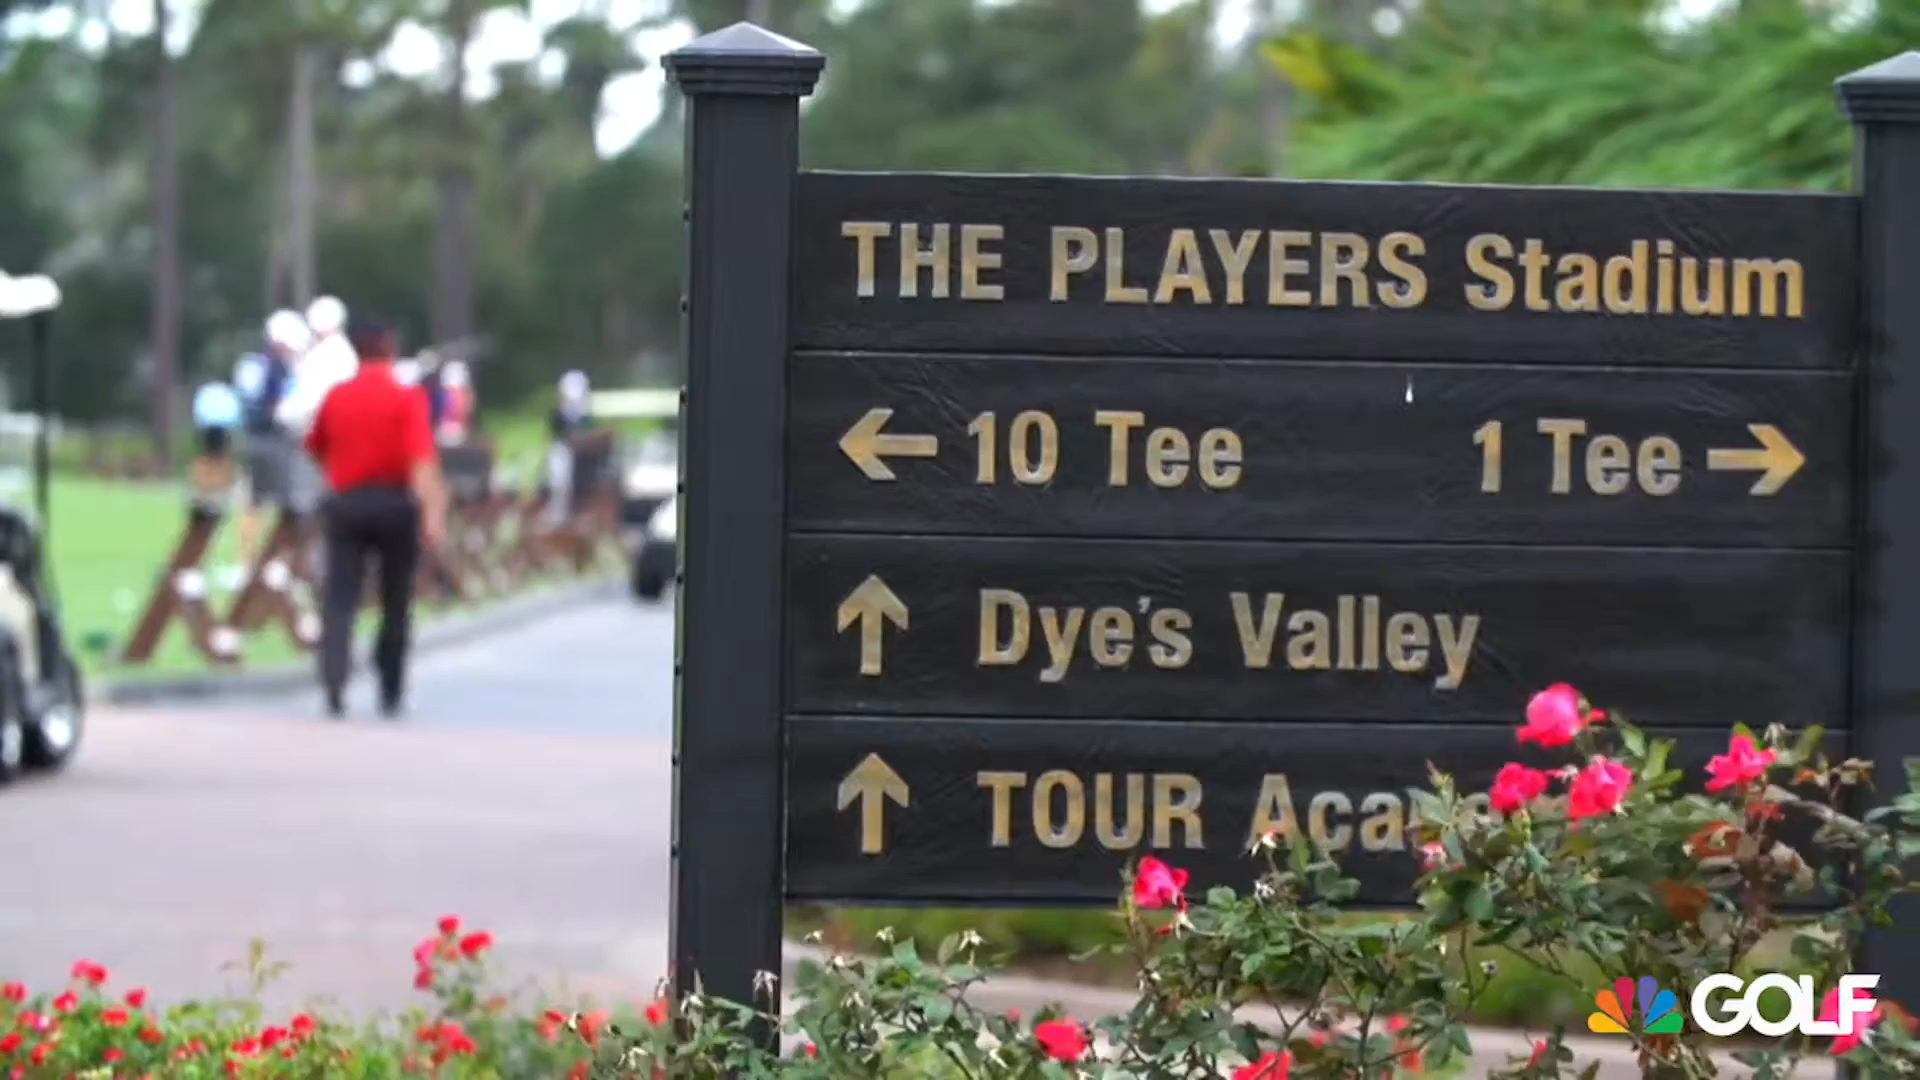 THE PLAYERS Stadium
← 10 Tee 1 Tee →
↑ Dye's Valley
↑ TOUR
GOLF